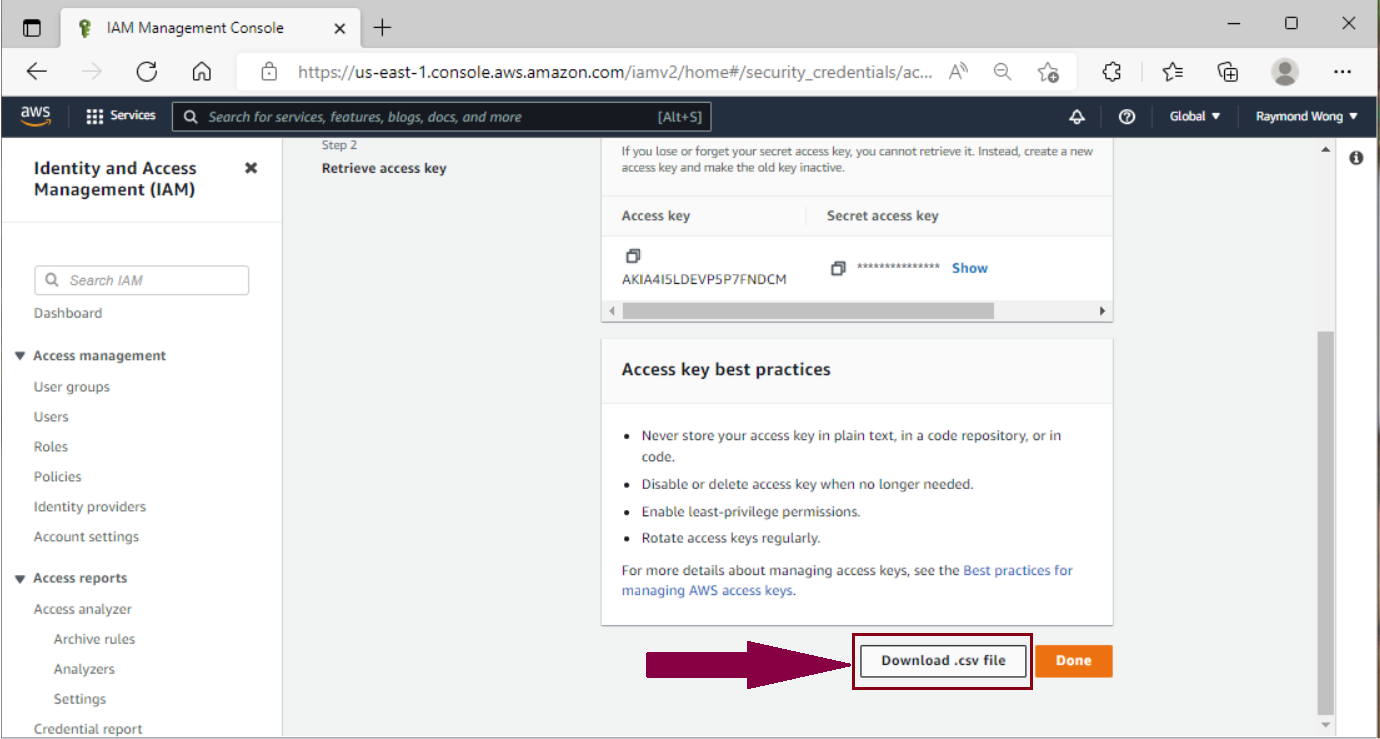 IAM Management Console
https://us-east-1.console.aws.amazon.com/iamv2/home#/security_credentials/ac...
aws
Services
Search for services, features, blogs, docs, and more
[Alt+S]
Global
Raymond Wong
Identity and Access
Management (IAM)
Search IAM
Dashboard
Access management
User groups
Users
Roles
Policies
Identity providers
Account settings
Access reports
Access analyzer
Archive rules
Analyzers
Settings
Credential report
Step 2
Retrieve access key
If you lose or forget your secret access key, you cannot retrieve it. Instead, create a new
access key and make the old key inactive.
Access key
Secret access key
AKIA4I5LDEVP5P7FNDCM
***************
Show
Access key best practices
• Never store your access key in plain text, in a code repository, or in
code.
• Disable or delete access key when no longer needed.
• Enable least-privilege permissions.
• Rotate access keys regularly.
For more details about managing access keys, see the Best practices for
managing AWS access keys.
Download .csv file
Done